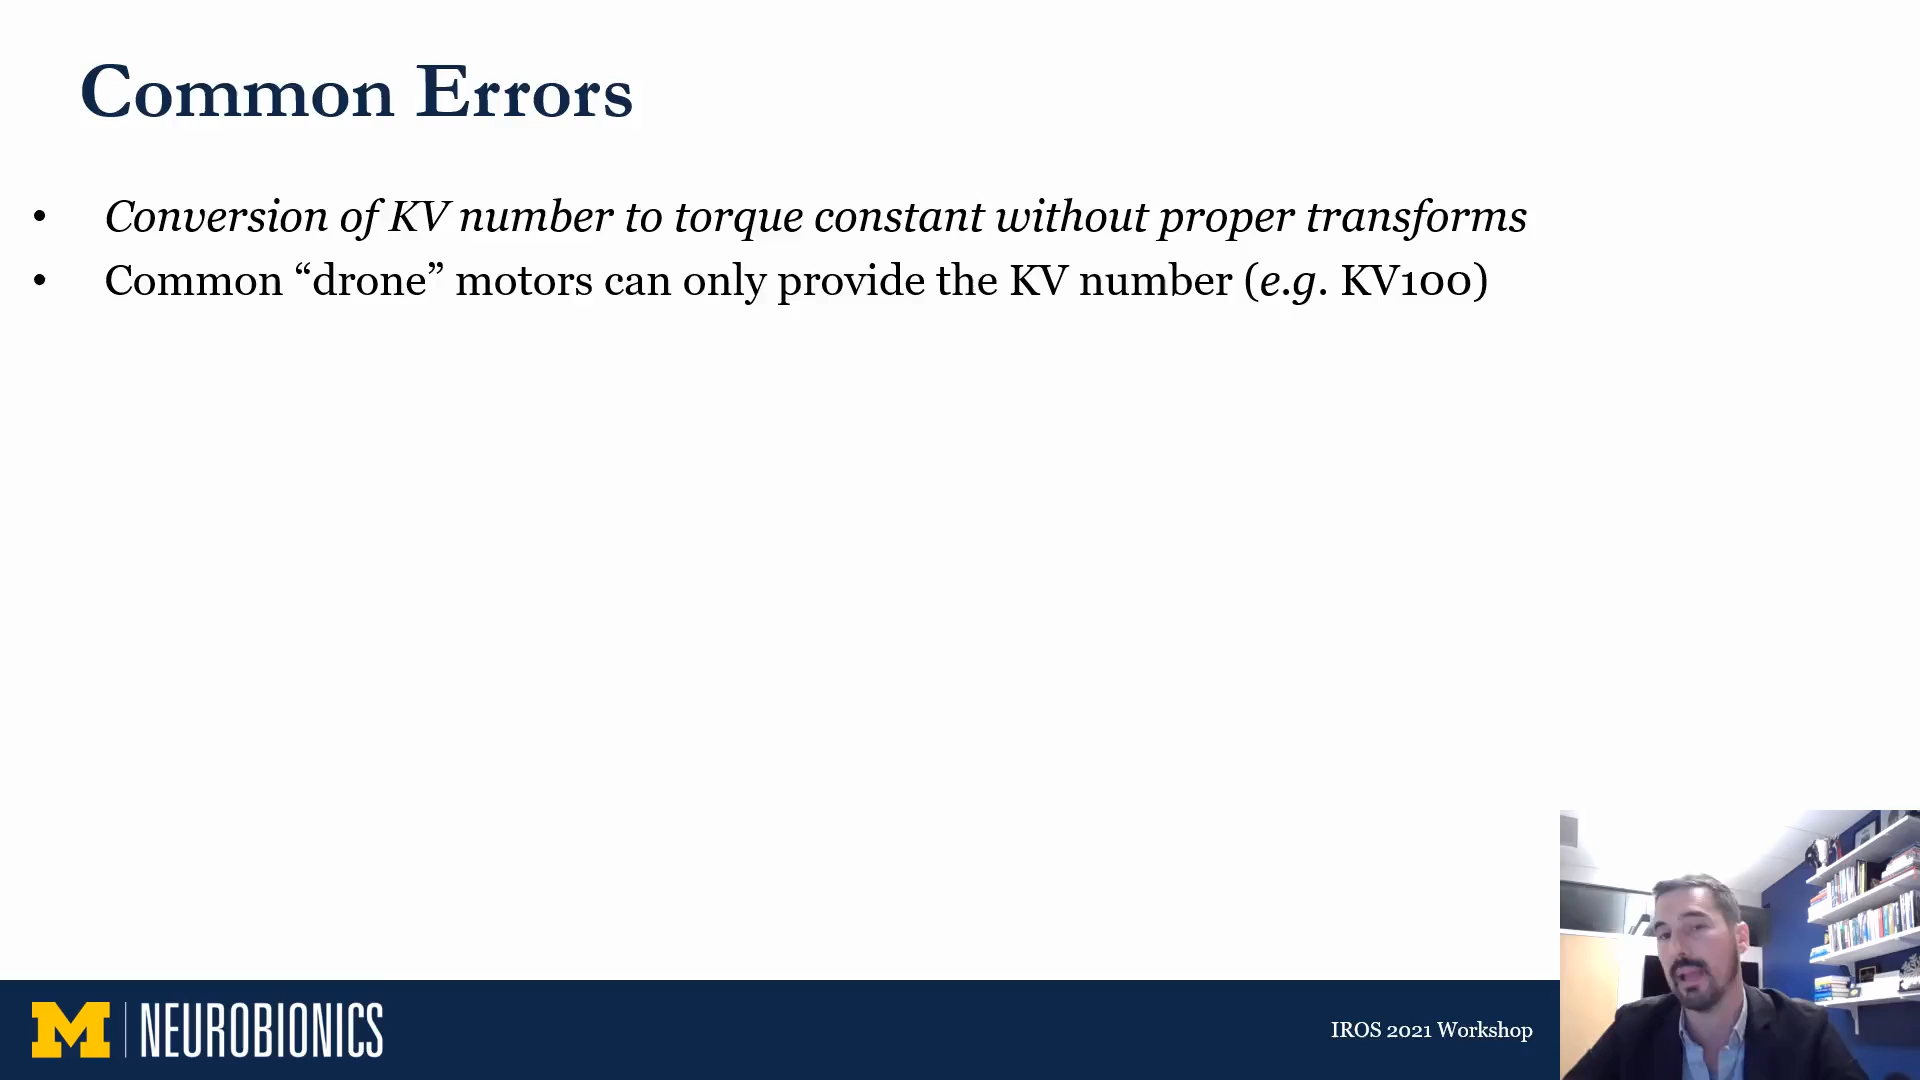 Common Errors
• Conversion of KV number to torque constant without proper transforms
• Common “drone” motors can only provide the KV number (e.g. KV100)
M | NEUROBIONICS
IROS 2021 Workshop